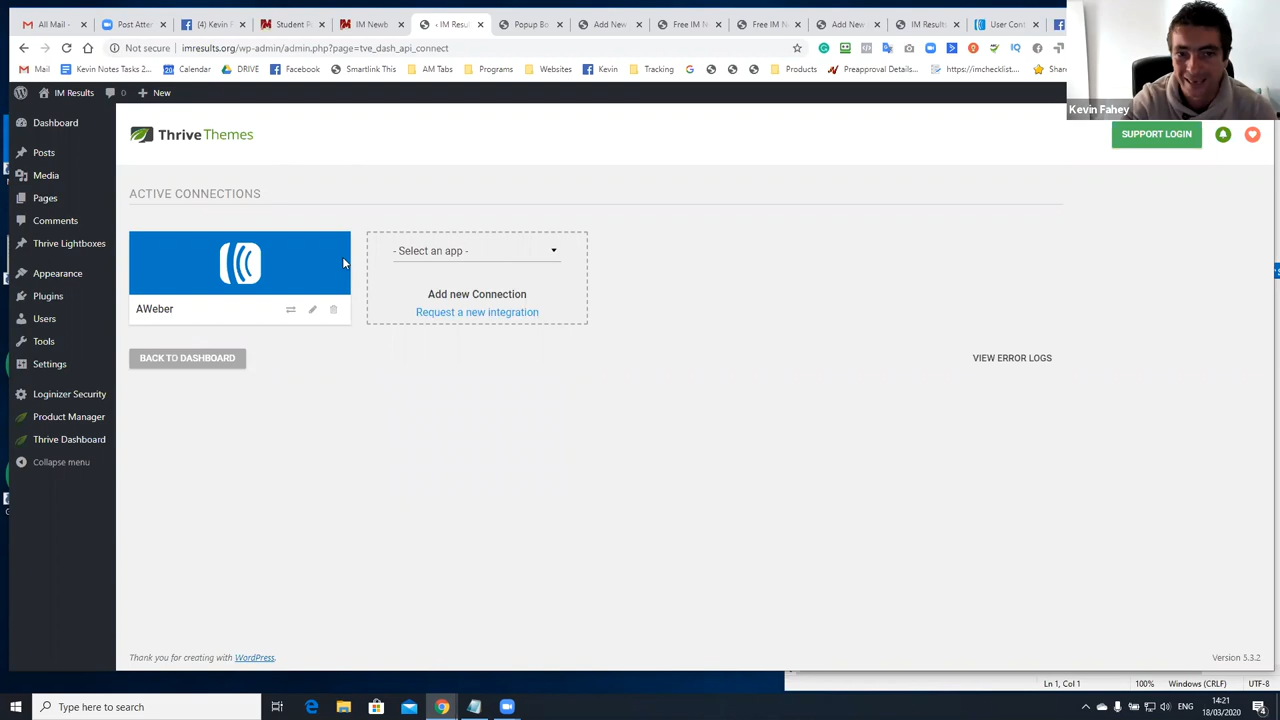 All Mail -
Post Atten
(4) Kevin F
Student P
IM Newb
- IM Resu
Popup Bo
Add New
Free IM N
Free IM N
Add New
IM Results
User Cont
Not secure
imresults.org/wp-admin/admin.php?page=tve_dash_api_connect
Mail
Kevin Notes Tasks 2...
Calendar
DRIVE
Facebook
Smartlink This
AM Tabs
Programs
Websites
Kevin
Tracking
Products
Preapproval Detail...
https://imchecklist....
Shar
Kevin Fahey
IM Results
0
New
Dashboard
Posts
Media
Pages
Comments
Thrive Lightboxes
Appearance
Plugins
Users
Tools
Settings
Loginizer Security
Product Manager
Thrive Dashboard
Collapse menu
Thrive Themes
SUPPORT LOGIN
ACTIVE CONNECTIONS
AWeber
- Select an app -
Add new Connection
Request a new integration
BACK TO DASHBOARD
VIEW ERROR LOGS
Thank you for creating with WordPress.
Version 5.3.2
Ln 1, Col 1
100%
Windows (CRLF)
UTF-8
Type here to search
ENG
14:21
18/03/2020
4